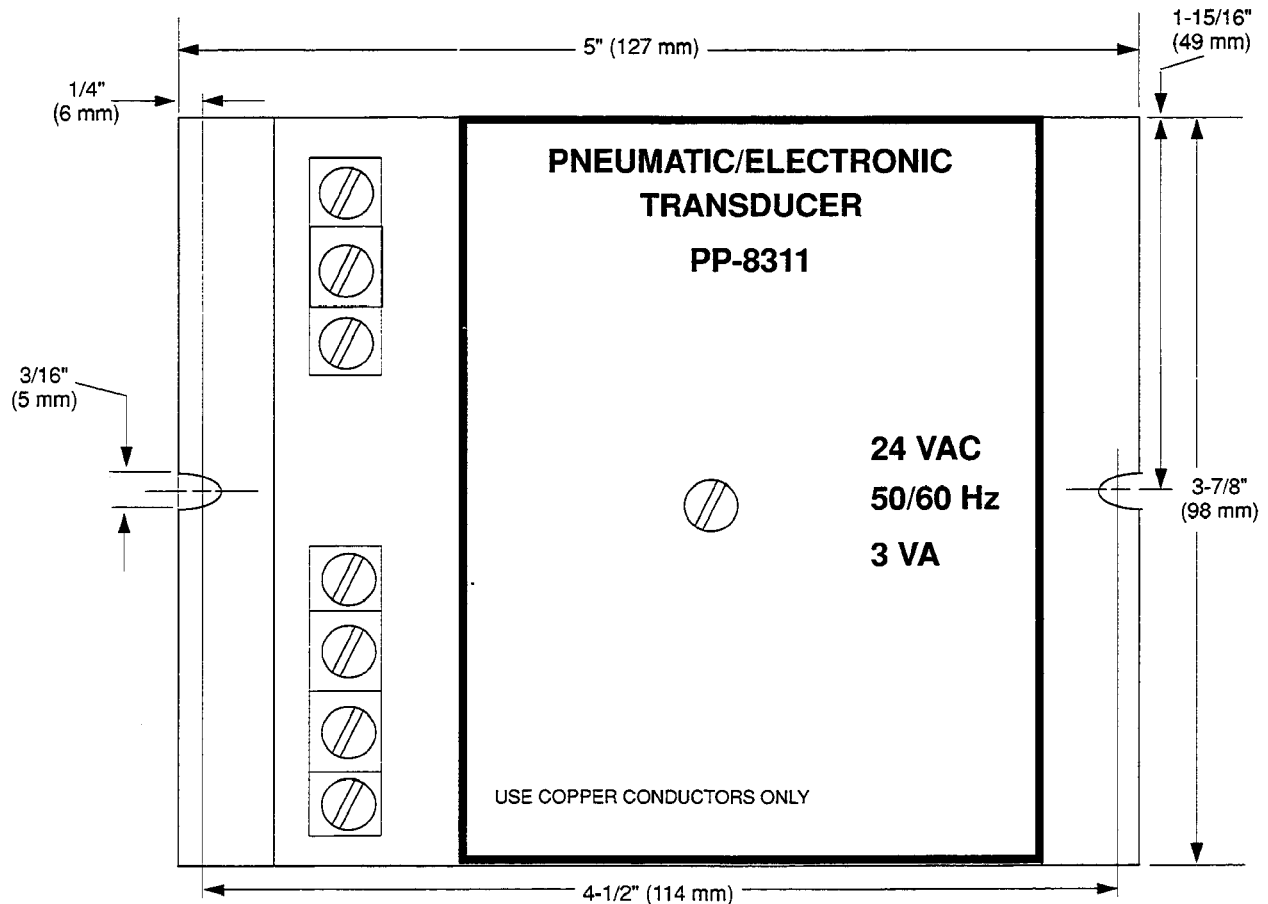 1-15/16"
(49 mm)
5" (127 mm)
1/4"
(6 mm)
PNEUMATIC/ELECTRONIC
TRANSDUCER
PP-8311
3/16"
(5 mm)
24 VAC
50/60 Hz
3 VA
3-7/8"
(98 mm)
USE COPPER CONDUCTORS ONLY
4-1/2" (114 mm)